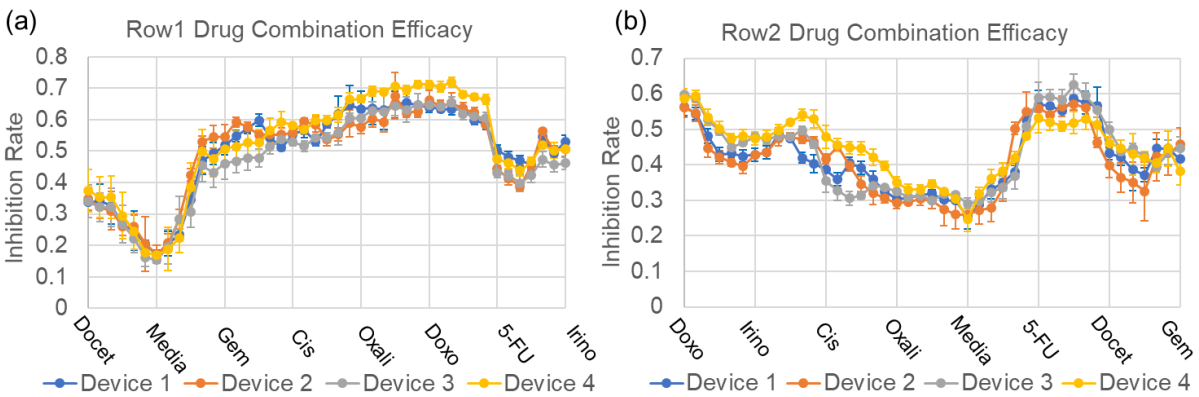 (a)
Row1 Drug Combination Efficacy
Inhibition Rate
0.8
0.7
0.6
0.5
0.4
0.3
0.2
0.1
0
Docet
Media
Gem
Cis
Oxali
Doxo
5-FU
Irino
Device 1 Device 2 Device 3 Device 4
(b)
Row2 Drug Combination Efficacy
Inhibition Rate
0.7
0.6
0.5
0.4
0.3
0.2
0.1
0
Doxo
Irino
Cis
Oxali
Media
5-FU
Docet
Gem
Device 1 Device 2 Device 3 Device 4